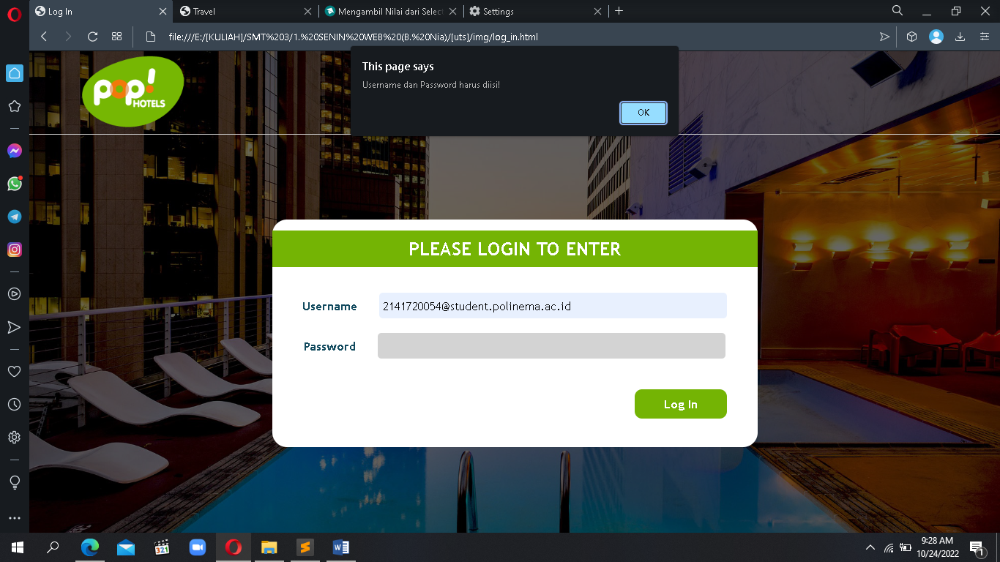 Log In
Travel
Mengambil Nilai dari Select
Settings
file:///E:/[KULIAH]/SMT%203/1.%20SENIN%20WEB%20(B.%20Nia)/[uts]/img/log_in.html
pop!
HOTELS
This page says
Username dan Password harus diisi!
OK
PLEASE LOGIN TO ENTER
Username
2141720054@student.polinema.ac.id
Password
Log In
321
9:28 AM
10/24/2022
1